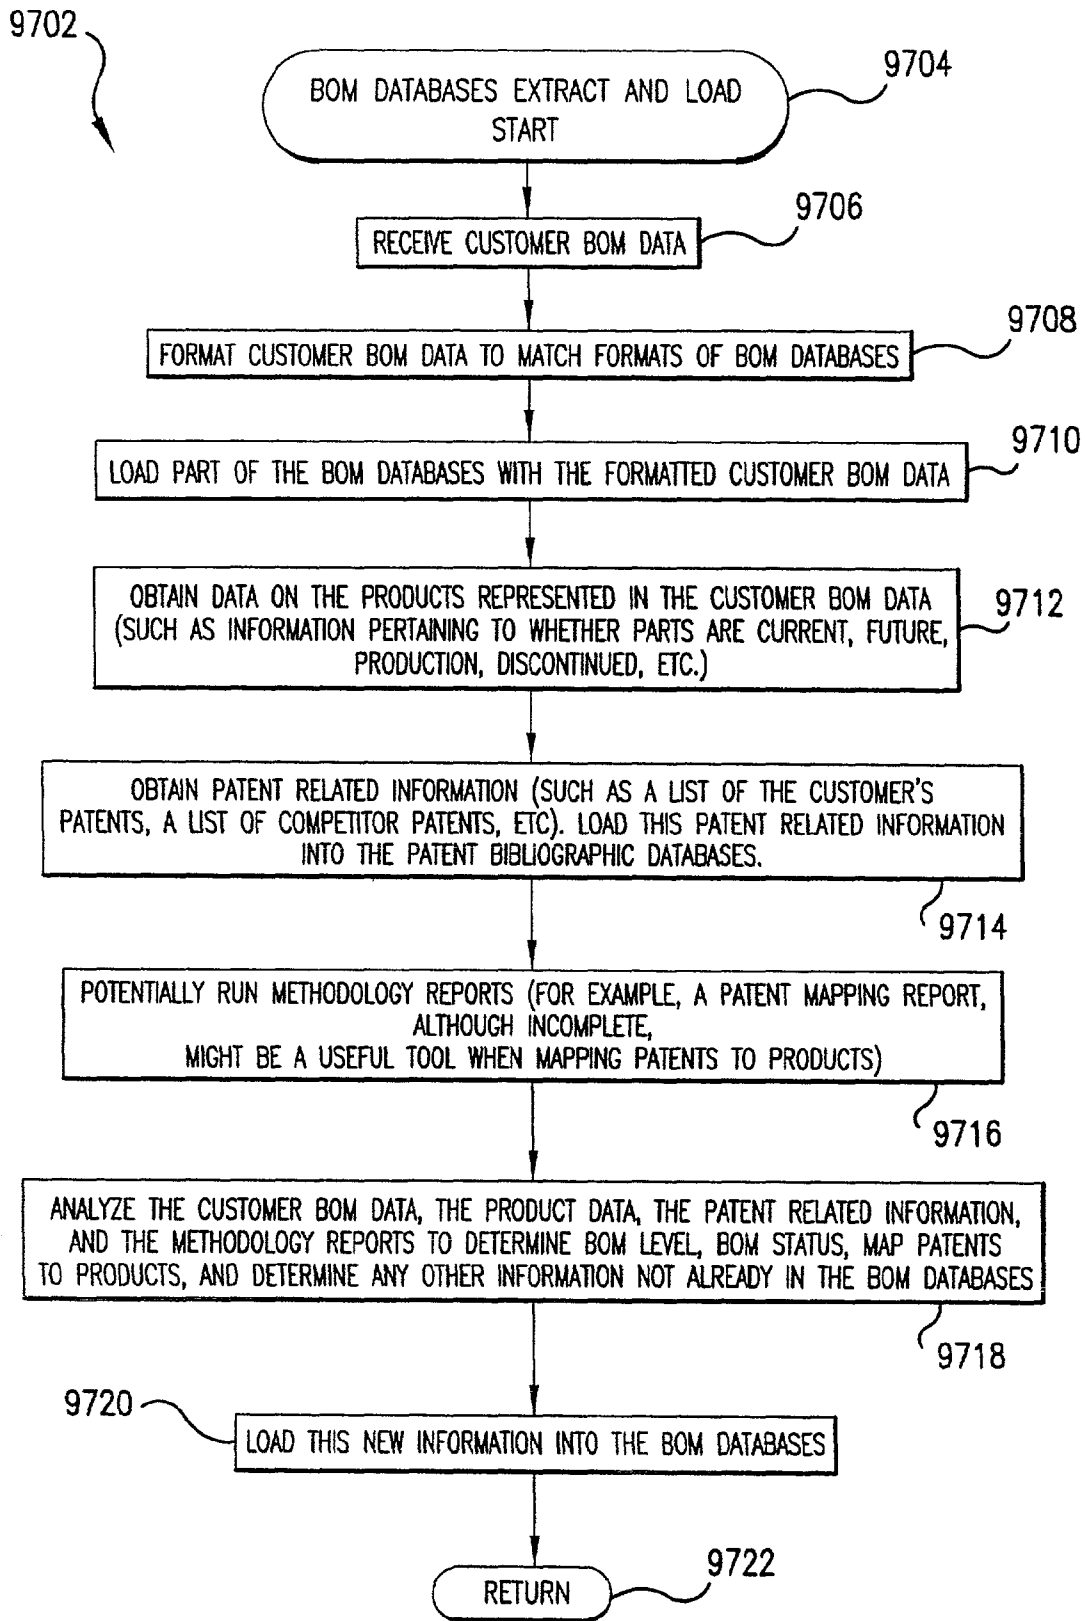 9702
BOM DATABASES EXTRACT AND LOAD
START
9704
RECEIVE CUSTOMER BOM DATA
9706
FORMAT CUSTOMER BOM DATA TO MATCH FORMATS OF BOM DATABASES
9708
LOAD PART OF THE BOM DATABASES WITH THE FORMATTED CUSTOMER BOM DATA
9710
OBTAIN DATA ON THE PRODUCTS REPRESENTED IN THE CUSTOMER BOM DATA
(SUCH AS INFORMATION PERTAINING TO WHETHER PARTS ARE CURRENT, FUTURE,
PRODUCTION, DISCONTINUED, ETC.)
9712
OBTAIN PATENT RELATED INFORMATION (SUCH AS A LIST OF THE CUSTOMER'S
PATENTS, A LIST OF COMPETITOR PATENTS, ETC). LOAD THIS PATENT RELATED INFORMATION
INTO THE PATENT BIBLIOGRAPHIC DATABASES.
9714
POTENTIALLY RUN METHODOLOGY REPORTS (FOR EXAMPLE, A PATENT MAPPING REPORT,
ALTHOUGH INCOMPLETE,
MIGHT BE A USEFUL TOOL WHEN MAPPING PATENTS TO PRODUCTS)
9716
ANALYZE THE CUSTOMER BOM DATA, THE PRODUCT DATA, THE PATENT RELATED INFORMATION,
AND THE METHODOLOGY REPORTS TO DETERMINE BOM LEVEL, BOM STATUS, MAP PATENTS
TO PRODUCTS, AND DETERMINE ANY OTHER INFORMATION NOT ALREADY IN THE BOM DATABASES
9718
9720
LOAD THIS NEW INFORMATION INTO THE BOM DATABASES
RETURN
9722